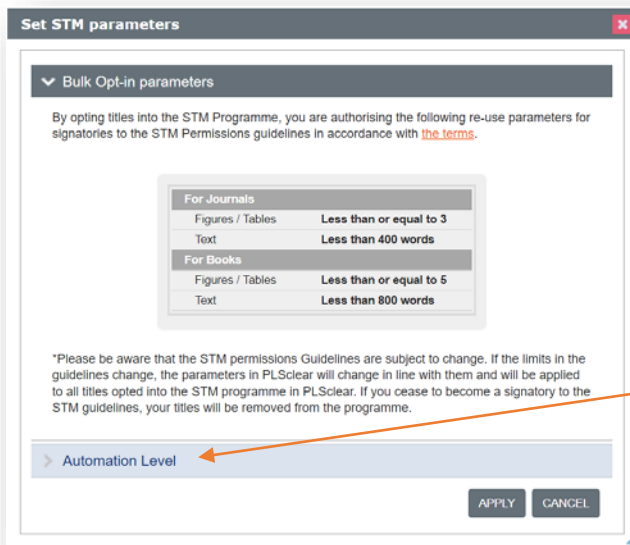 Set STM parameters
Bulk Opt-in parameters
By opting titles into the STM Programme, you are authorising the following re-use parameters for
signatories to the STM Permissions guidelines in accordance with the terms.
For Journals
Figures / Tables Less than or equal to 3
Text Less than 400 words
For Books
Figures / Tables Less than or equal to 5
Text Less than 800 words
*Please be aware that the STM permissions Guidelines are subject to change. If the limits in the
guidelines change, the parameters in PLSclear will change in line with them and will be applied
to all titles opted into the STM programme in PLSclear. If you cease to become a signatory to the
STM guidelines, your titles will be removed from the programme.
Automation Level
APPLY CANCEL